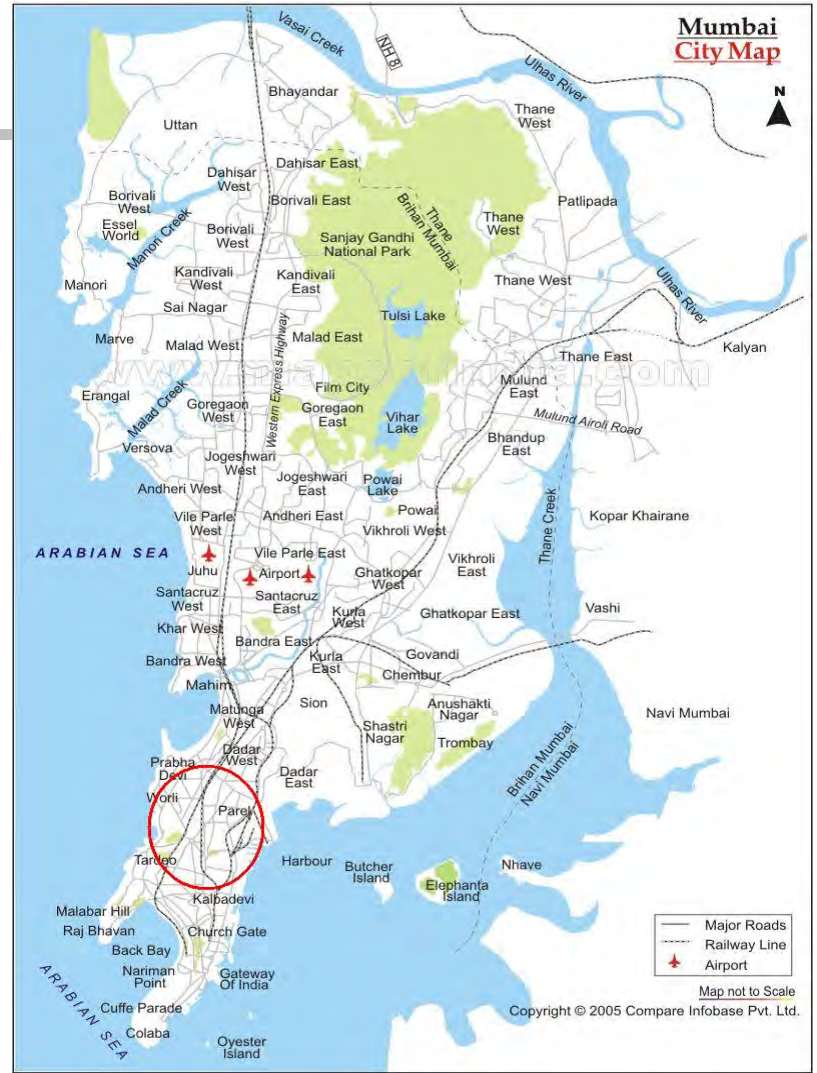 Mumbai
City Map
N
Vasai Creek
NH 8
Ulhas River
Bhayandar
Thane
West
Uttan
Dahisar East
Dahisar
West
Borivali
West
Borivali East
Patlipada
Essel
World
Manori Creek
Borivali
West
Thane
Brihan Mumbai
Thane
West
Sanjay Gandhi
National Park
Kandivali
West
Kandivali
East
Thane West
Ulhas River
Manori
Sai Nagar
Tulsi Lake
Marve
Malad West
Western Express Highway
Malad East
Thane East
Kalyan
Erangal
Malad Creek
Film City
Mulund
East
Goregaon
West
Goregaon
East
Vihar
Lake
Mulund Airoli Road
Versova
Bhandup
East
Jogeshwari
West
Jogeshwari
East
Powai
Lake
Andheri West
Thane Creek
Vile Parle
West
Andheri East
Powai
Kopar Khairane
Vikhroli West
ARABIAN SEA
Vile Parle East
Vikhroli
East
Juhu
Airport
Ghatkopar
West
Santacruz
West
Santacruz
East
Kurla
West
Ghatkopar East
Vashi
Khar West
Bandra East
Bandra West
Kurla
East
Govandi
Chembur
Mahim
Sion
Anushakti
Nagar
Matunga
West
Navi Mumbai
Shastri
Nagar
Trombay
Dadar
West
Brihan Mumbai
Navi Mumbai
Prabha
Devi
Dadar
East
Worli
Parel
Tardeo
Harbour
Butcher
Island
Nhave
Elephanta
Island
Kalbadevi
Malabar Hill
Raj Bhavan
Church Gate
Back Bay
Nariman
Point
Gateway
Of India
ARABIAN SEA
Cuffe Parade
Colaba
Oyester
Island
Major Roads
Railway Line
Airport
Map not to Scale
Copyright © 2005 Compare Infobase Pvt. Ltd.